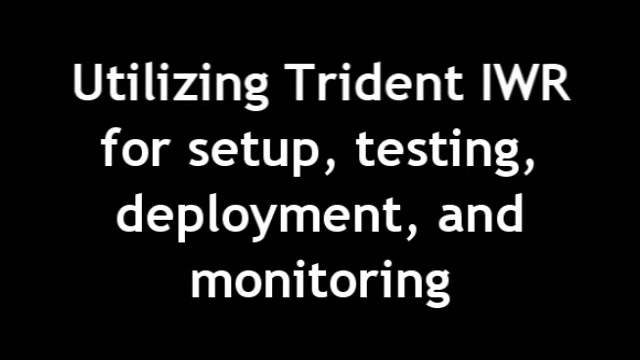 Utilizing Trident IWR
for setup, testing,
deployment, and
monitoring